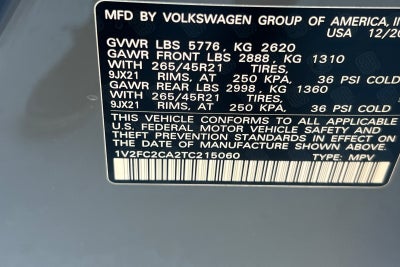 MFD BY VOLKSWAGEN GROUP OF AMERICA, IN
USA 12/20
GVWR LBS 5776, KG 2620
GAWR FRONT LBS 2888, KG 1310
WITH 265/45R21 TIRES,
9JX21 RIMS, AT 250 KPA, 36 PSI COLD
GAWR REAR LBS 2998, KG 1360
WITH 265/45R21 TIRES,
9JX21 RIMS, AT 250 KPA, 36 PSI COLD
THIS VEHICLE CONFORMS TO ALL APPLICABLE
U.S. FEDERAL MOTOR VEHICLE SAFETY AND
THEFT PREVENTION STANDARDS IN EFFECT ON
THE DATE OF MANUFACTURE SHOWN ABOVE.
1V2FC2CA2TC215060 TYPE: MPV